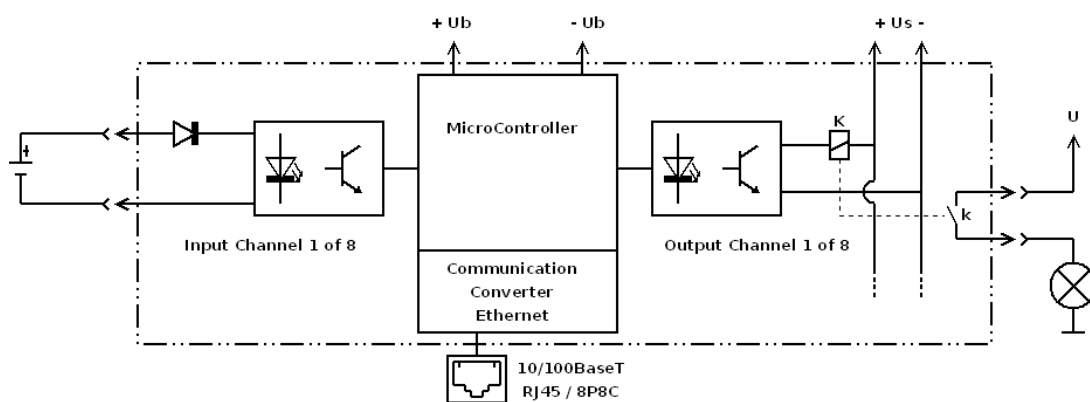 + Ub
- Ub
+ Us -
+
MicroController
K
U
k
Input Channel 1 of 8
Output Channel 1 of 8
Communication
Converter
Ethernet
10/100BaseT
RJ45 / 8P8C